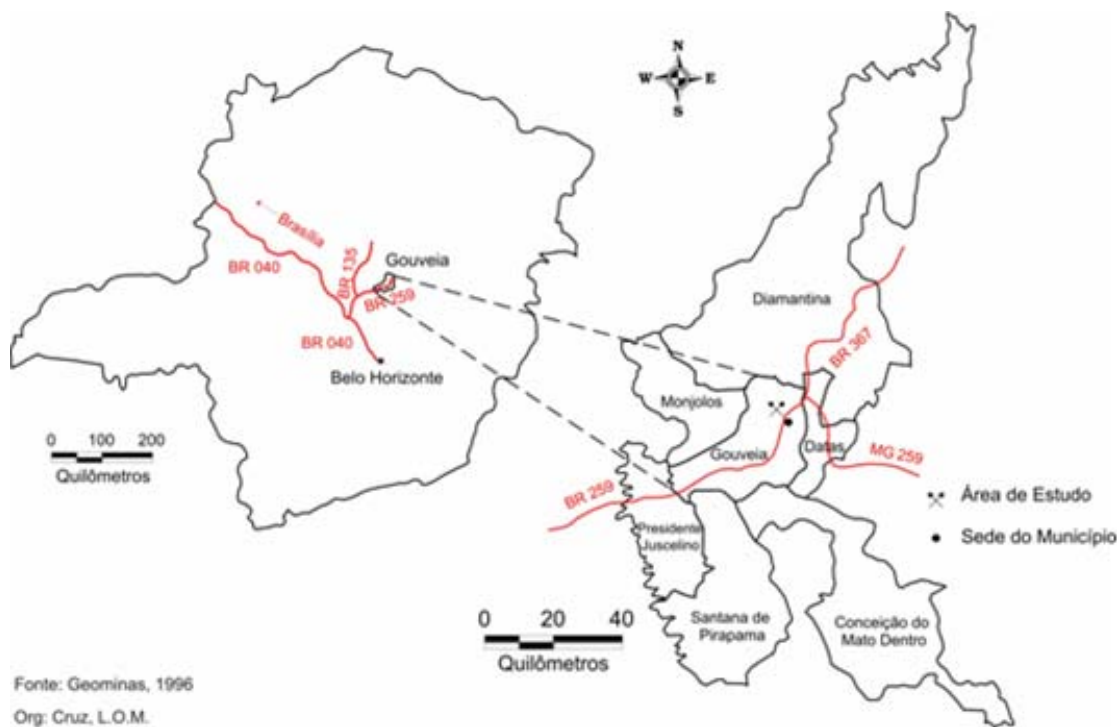 N
W E
S
Brasília
BR 040
BR 135
Gouveia
BR 259
BR 040
Belo Horizonte
0 100 200
Quilômetros
Diamantina
BR 367
Monjolos
Gouveia
Datas
MG 259
BR 259
Presidente
Juscelino
Santana de
Pirapama
Conceição do
Mato Dentro
Área de Estudo
Sede do Município
0 20 40
Quilômetros
Fonte: Geominas, 1996
Org: Cruz, L.O.M.